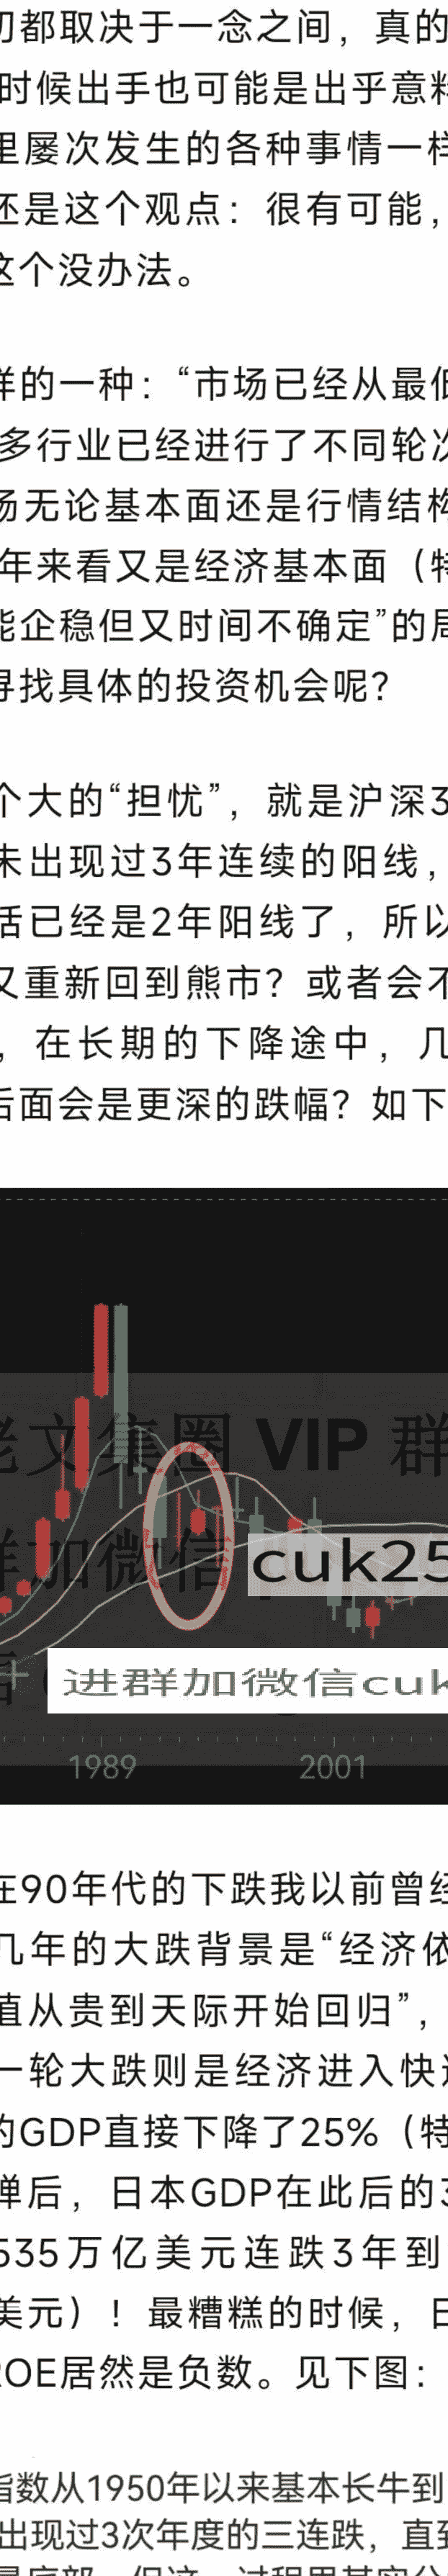 都取决于一念之间，真的
时候出手也可能是出乎意料
里屡次发生的各种事情一样
还是这个观点：很有可能，
这个没办法。
样的一种：“市场已经从最低
多行业已经进行了不同轮次
场无论基本面还是行情结构
年来看又是经济基本面（特
能企稳但又时间不确定”的局
寻找具体的投资机会呢？
个大的“担忧”，就是沪深3
未出现过3年连续的阳线，
话已经是2年阳线了，所以
又重新回到熊市？或者会不
，在长期的下降途中，几
后面会是更深的跌幅？如下
老文集圈 VIP 群
群加微信
cuk25
进群加微信cuk
1989
2001
在90年代的下跌我以前曾经
几年的大跌背景是“经济依
值从贵到天际开始回归”，
一轮大跌则是经济进入快速
的GDP直接下降了25%（特
弹后，日本GDP在此后的3
535万亿美元连跌3年到
美元）！最糟糕的时候，日
ROE居然是负数。见下图：
指数从1950年以来基本长牛到
出现过3次年度的三连跌，直到